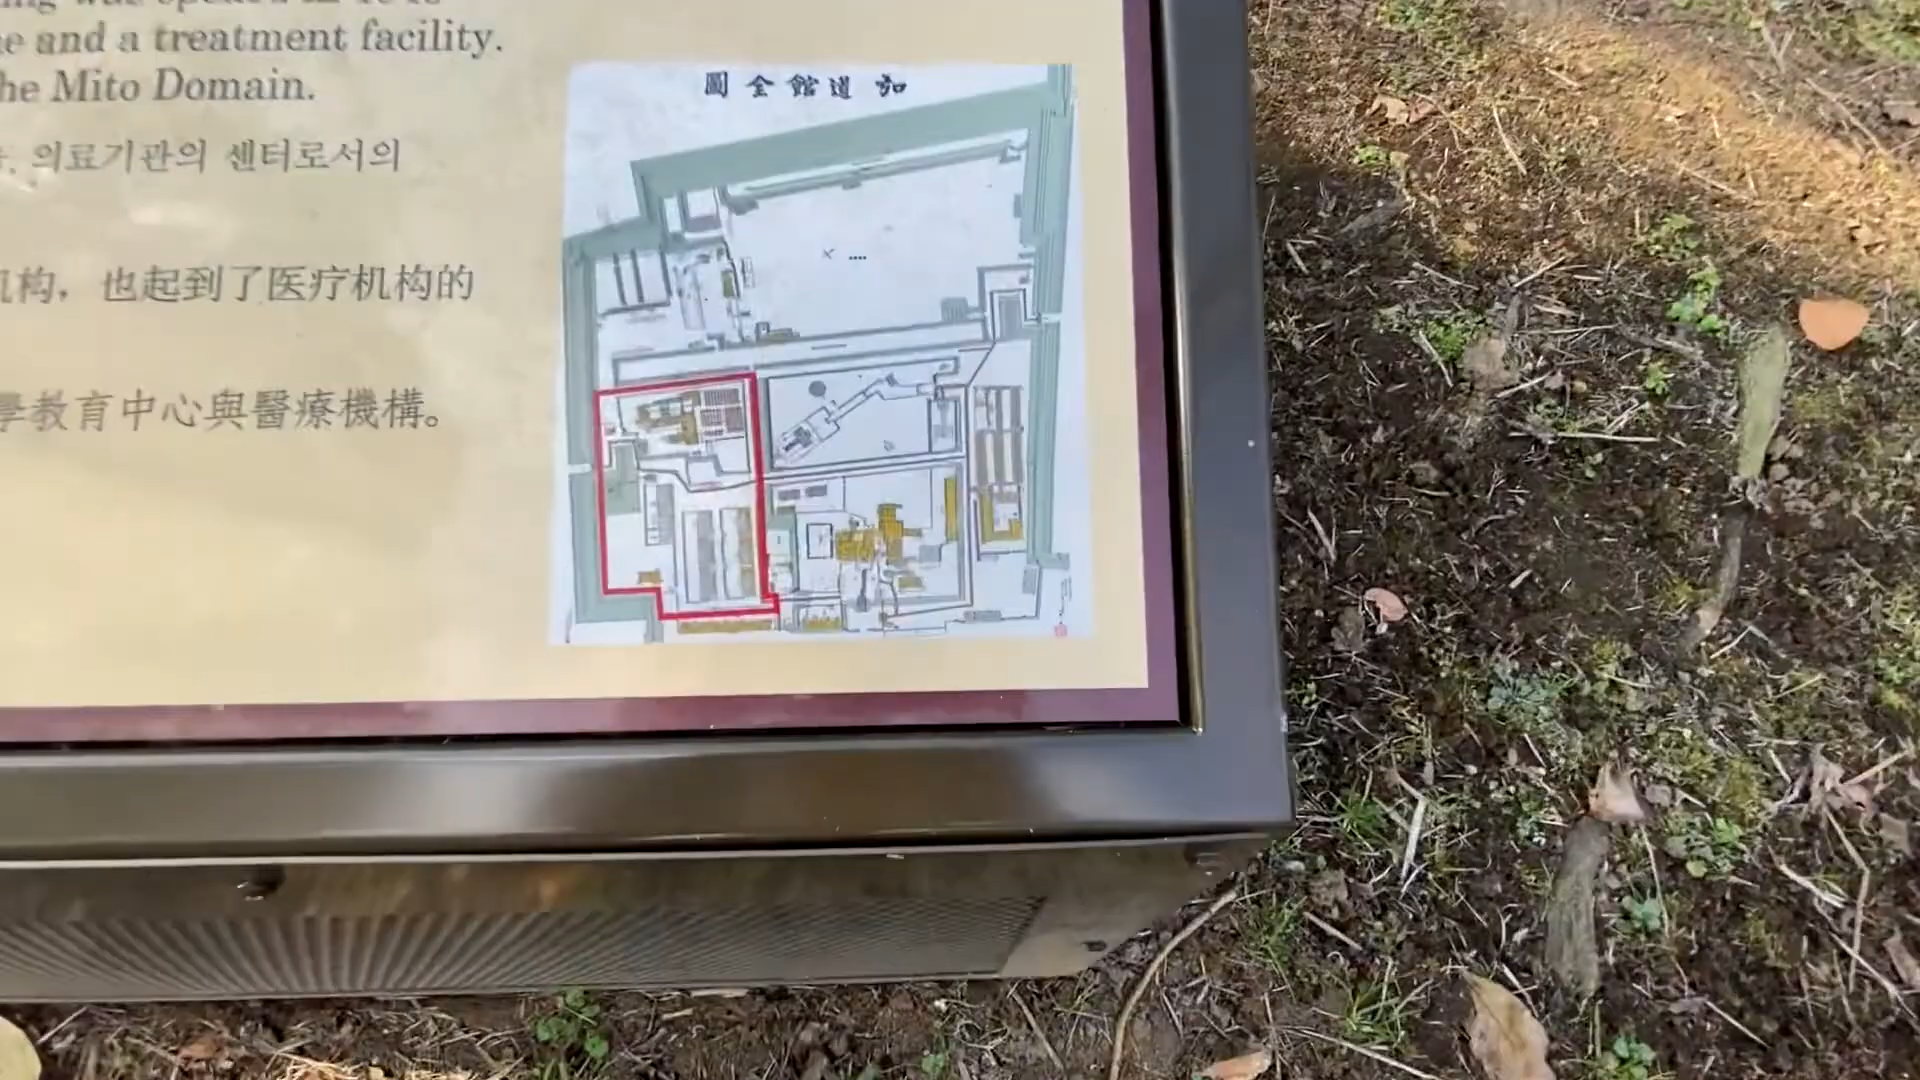 and a treatment facility.
the Mito Domain.
의료기관의 센터로서의
机构，也起到了医疗机构的
學教育中心與醫療機構。
圖全館道弘